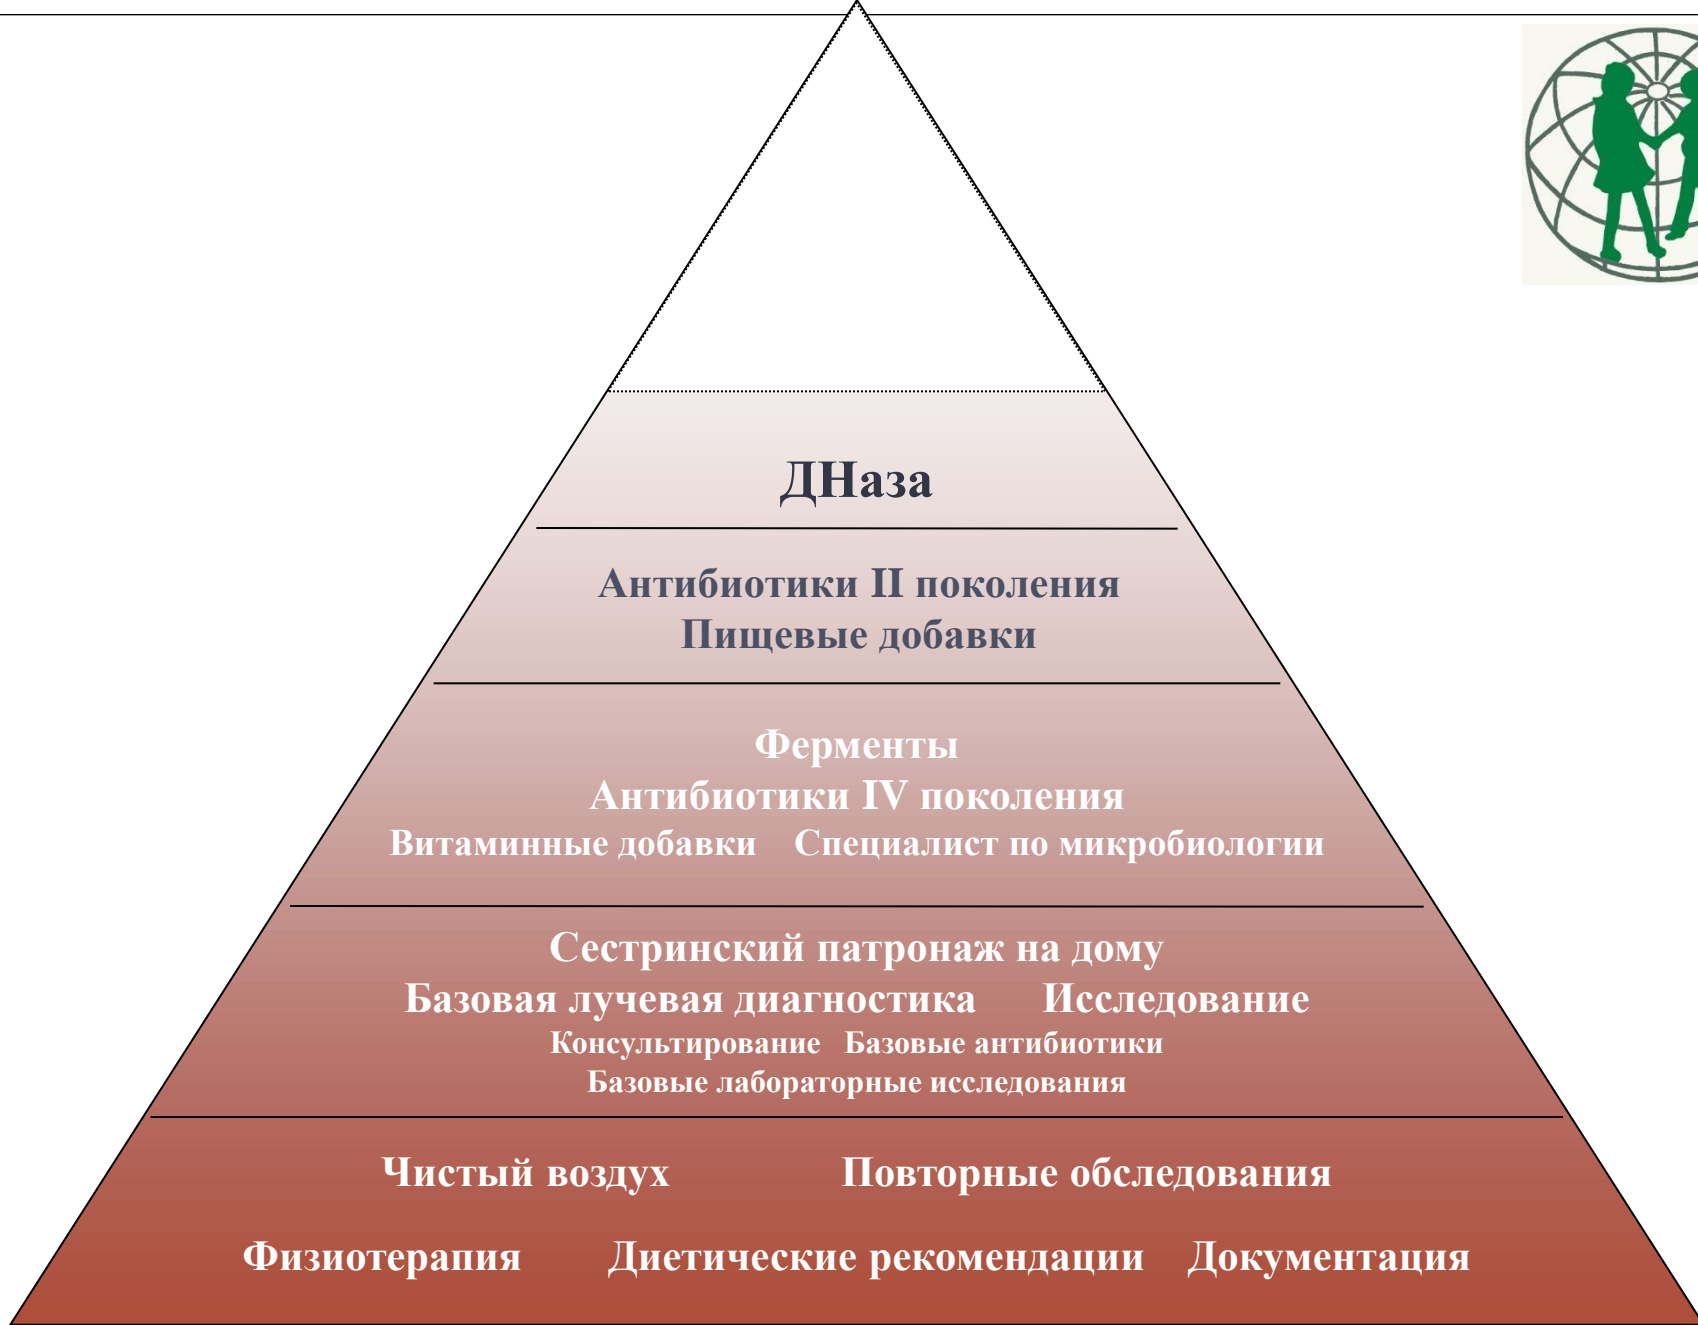 ДНаза
Антибиотики II поколения
Пищевые добавки
Ферменты
Антибиотики IV поколения
Витаминные добавки Специалист по микробиологии
Сестринский патронаж на дому
Базовая лучевая диагностика Исследование
Консультирование Базовые антибиотики
Базовые лабораторные исследования
Чистый воздух Повторные обследования
Физиотерапия Диетические рекомендации Документация